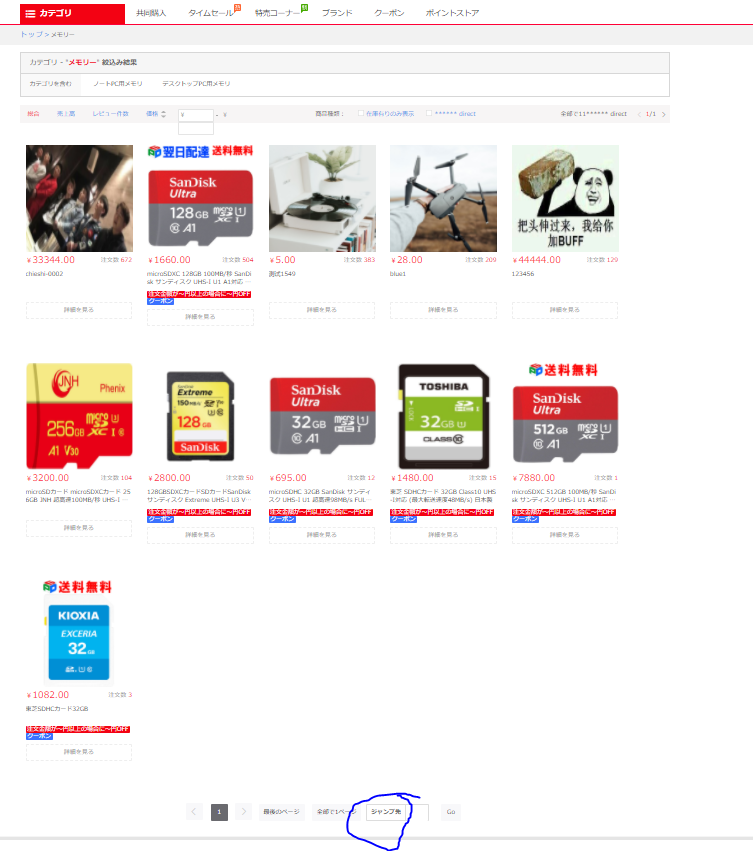 カテゴリ 共同購入 タイムセール 特売コーナー ブランド クーポン ポイントストア
トップ > メモリー
カテゴリ - "メモリー" 絞込み結果
カテゴリを含む ノートPC用メモリ デスクトップPC用メモリ
総合 売上高 レビュー件数 価格 ¥ - ¥ 商品種類： 在庫有りのみ表示 ****** direct 全部で11****** direct < 1/1 >
翌日配達 送料無料
SanDisk
Ultra
128GB microSD XC I
A1
把头伸过来，我给你
加BUFF
¥33344.00 注文数 672
chieshi-0002
詳細を見る
¥1660.00 注文数 504
microSDXC 128GB 100MB/秒 SanDi
sk サンディスク UHS-I U1 A1対応 ...
注文金額が～円以上の場合に～円OFF
クーポン
詳細を見る
¥5.00 注文数 383
測試1549
詳細を見る
¥28.00 注文数 209
blue1
詳細を見る
¥44444.00 注文数 129
123456
詳細を見る
JNH Phenix
256GB microSD XC I
A1 V30
SanDisk
Extreme
150MB/s
128GB
SanDisk
SanDisk
Ultra
32GB microSD HC I
A1
TOSHIBA
LOCK
32GB
CLASS10
送料無料
SanDisk
Ultra
512GB microSD XC I
A1
¥3200.00 注文数 104
microSDカード microSDXCカード 25
6GB JNH 超高速100MB/秒 UHS-I ...
詳細を見る
¥2800.00 注文数 50
128GBSDXCカードSDカードSanDisk
サンディスク Extreme UHS-I U3 V...
注文金額が～円以上の場合に～円OFF
クーポン
詳細を見る
¥695.00 注文数 12
microSDHC 32GB SanDisk サンディ
スク UHS-I U1 超高速98MB/s FUL...
注文金額が～円以上の場合に～円OFF
クーポン
詳細を見る
¥1480.00 注文数 15
東芝 SDHCカード 32GB Class10 UHS
-I対応 (最大転送速度48MB/s) 日本製
注文金額が～円以上の場合に～円OFF
クーポン
詳細を見る
¥7880.00 注文数 1
microSDXC 512GB 100MB/秒 SanDi
sk サンディスク UHS-I U1 A1対応 ...
注文金額が～円以上の場合に～円OFF
クーポン
詳細を見る
送料無料
KIOXIA
EXCERIA
32GB
¥1082.00 注文数 3
東芝SDHCカード32GB
注文金額が～円以上の場合に～円OFF
クーポン
詳細を見る
< 1 > 最後のページ 全部で1ページ ジャンプ先 Go